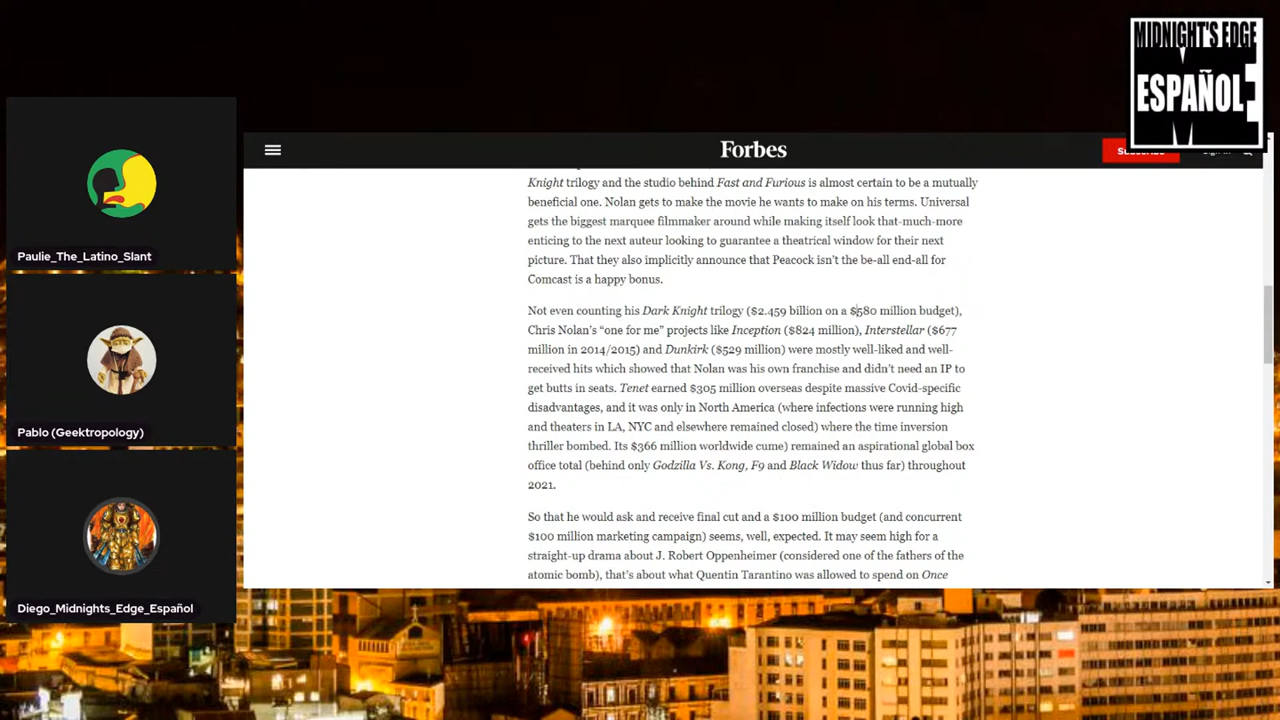 MIDNIGHT'S EDGE
ESPAÑOL
Paulie_The_Latino_Slant
Pablo (Geektropology)
Diego_Midnights_Edge_Español
Forbes
Knight trilogy and the studio behind Fast and Furious is almost certain to be a mutually
beneficial one. Nolan gets to make the movie he wants to make on his terms. Universal
gets the biggest marquee filmmaker around while making itself look that-much-more
enticing to the next auteur looking to guarantee a theatrical window for their next
picture. That they also implicitly announce that Peacock isn't the be-all end-all for
Comcast is a happy bonus.
Not even counting his Dark Knight trilogy ($2.459 billion on a $580 million budget),
Chris Nolan's “one for me” projects like Inception ($824 million), Interstellar ($677
million in 2014/2015) and Dunkirk ($529 million) were mostly well-liked and well-
received hits which showed that Nolan was his own franchise and didn't need an IP to
get butts in seats. Tenet earned $305 million overseas despite massive Covid-specific
disadvantages, and it was only in North America (where infections were running high
and theaters in LA, NYC and elsewhere remained closed) where the time inversion
thriller bombed. Its $366 million worldwide cume) remained an aspirational global box
office total (behind only Godzilla Vs. Kong, F9 and Black Widow thus far) throughout
2021.
So that he would ask and receive final cut and a $100 million budget (and concurrent
$100 million marketing campaign) seems, well, expected. It may seem high for a
straight-up drama about J. Robert Oppenheimer (considered one of the fathers of the
atomic bomb), that's about what Quentin Tarantino was allowed to spend on Once